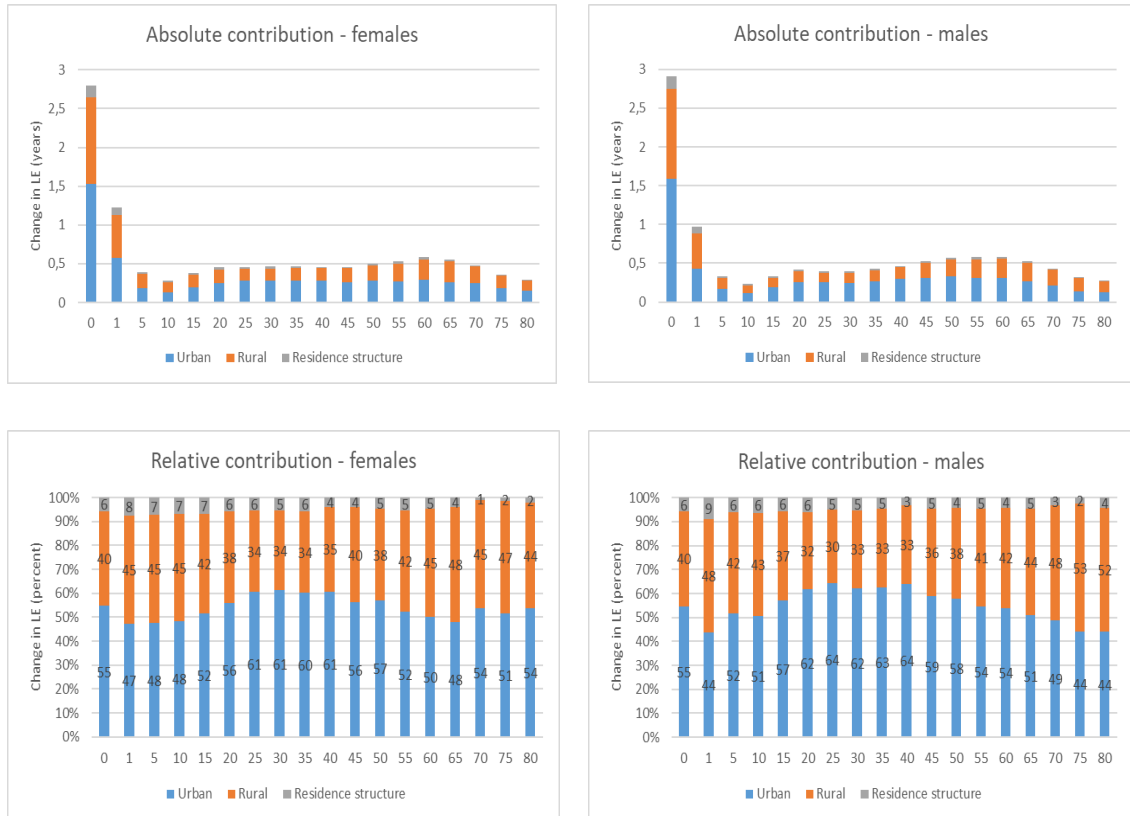 Absolute contribution - females
Change in LE (years)
3
2,5
2
1,5
1
0,5
0
0 1 5 10 15 20 25 30 35 40 45 50 55 60 65 70 75 80
Urban Rural Residence structure
Absolute contribution - males
Change in LE (years)
3
2,5
2
1,5
1
0,5
0
0 1 5 10 15 20 25 30 35 40 45 50 55 60 65 70 75 80
Urban Rural Residence structure
Relative contribution - females
Change in LE (percent)
100%
90%
80%
70%
60%
50%
40%
30%
20%
10%
0%
6 8 7 7 7 6 6 5 6 4 4 5 5 5 4 1 2 2
40 45 45 45 42 38 34 34 34 35 40 38 42 45 48 45 47 44
55 47 48 48 52 56 61 61 60 61 56 57 52 50 48 54 51 54
0 1 5 10 15 20 25 30 35 40 45 50 55 60 65 70 75 80
Urban Rural Residence structure
Relative contribution - males
Change in LE (percent)
100%
90%
80%
70%
60%
50%
40%
30%
20%
10%
0%
6 9 6 6 6 6 5 5 5 3 5 4 5 4 5 3 2 4
40 48 42 43 37 32 30 33 33 33 36 38 41 42 44 48 53 52
55 44 52 51 57 62 64 62 63 64 59 58 54 54 51 49 44 44
0 1 5 10 15 20 25 30 35 40 45 50 55 60 65 70 75 80
Urban Rural Residence structure